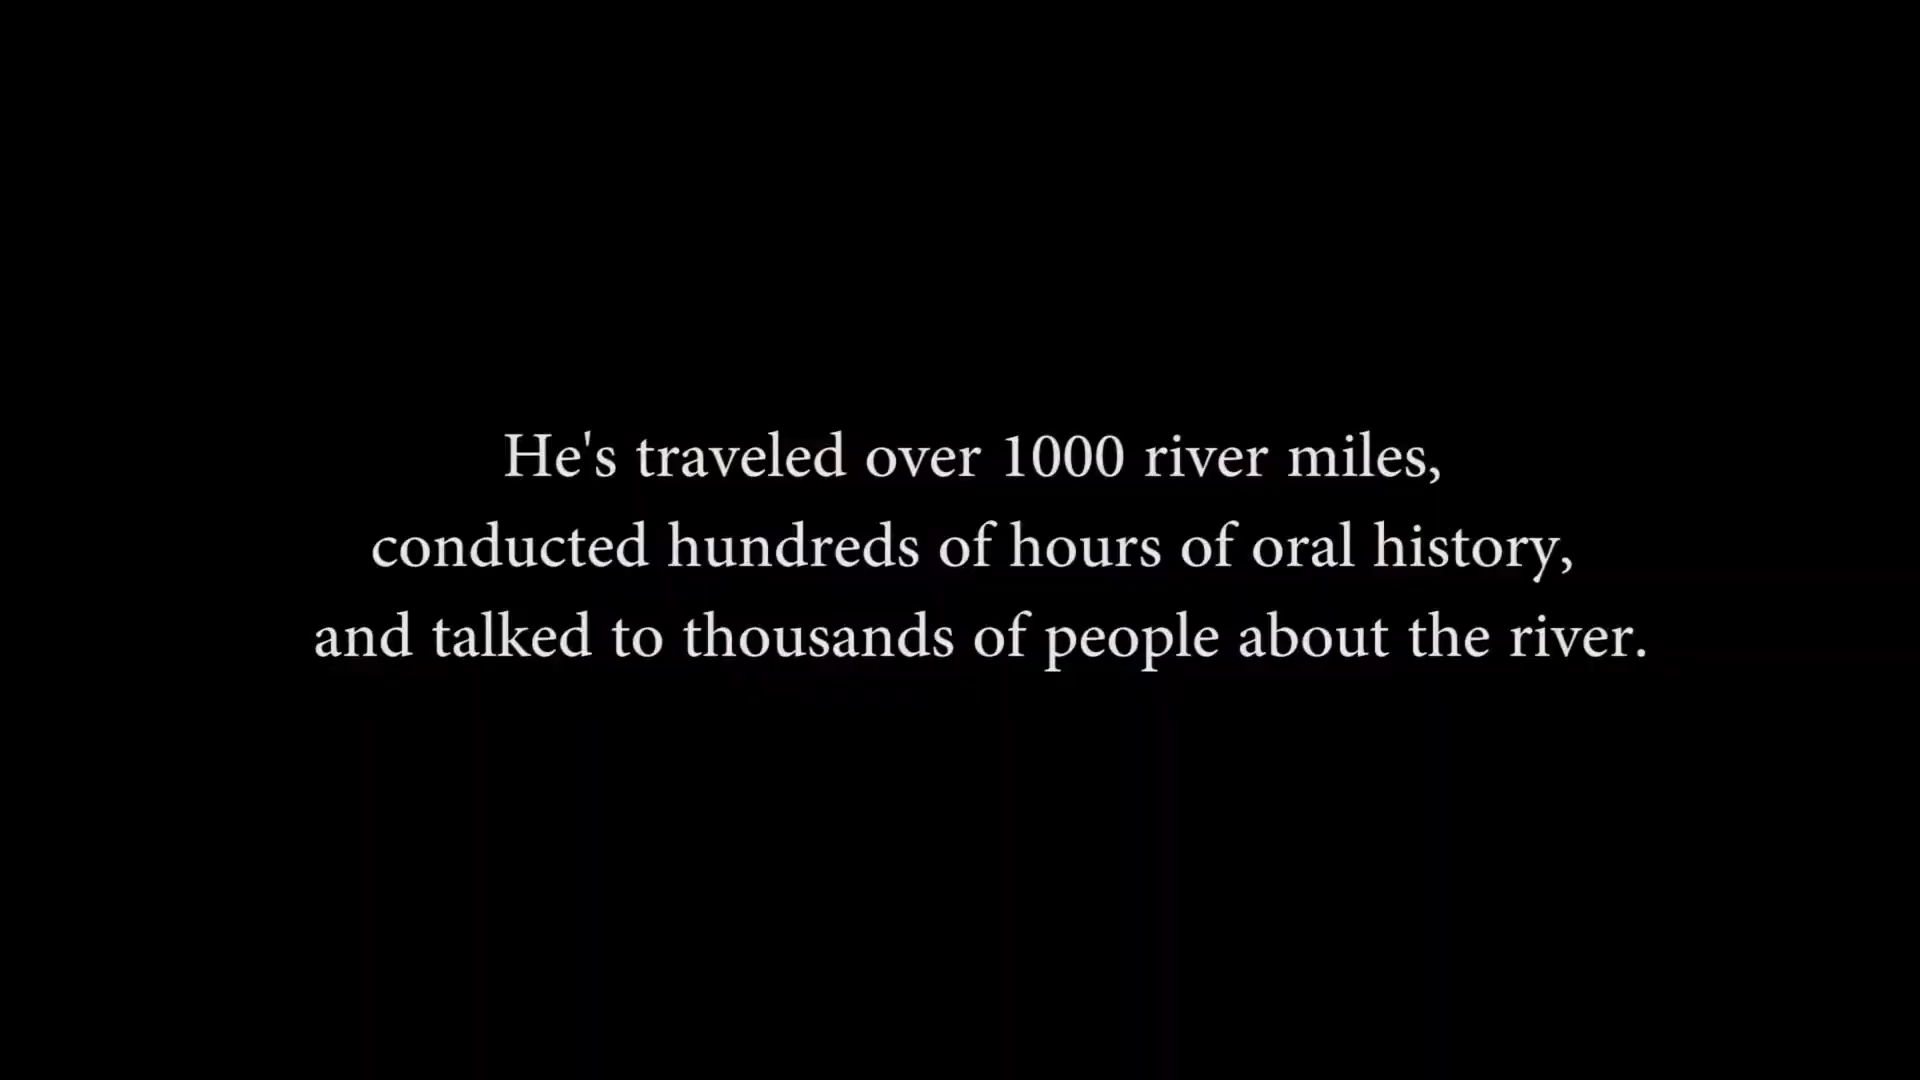 He's traveled over 1000 river miles,
conducted hundreds of hours of oral history,
and talked to thousands of people about the river.